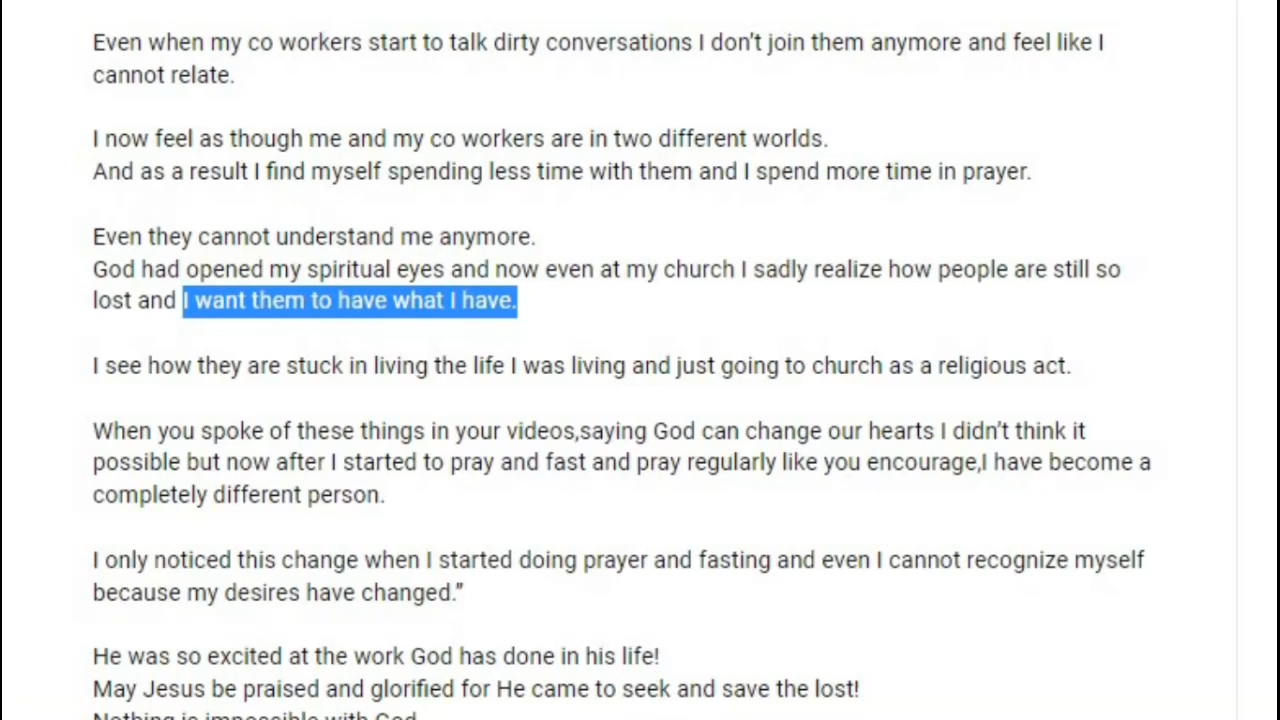 Even when my co workers start to talk dirty conversations I don't join them anymore and feel like I
cannot relate.
I now feel as though me and my co workers are in two different worlds.
And as a result I find myself spending less time with them and I spend more time in prayer.
Even they cannot understand me anymore.
God had opened my spiritual eyes and now even at my church I sadly realize how people are still so
lost and I want them to have what I have.
I see how they are stuck in living the life I was living and just going to church as a religious act.
When you spoke of these things in your videos,saying God can change our hearts I didn't think it
possible but now after I started to pray and fast and pray regularly like you encourage,I have become a
completely different person.
I only noticed this change when I started doing prayer and fasting and even I cannot recognize myself
because my desires have changed.”
He was so excited at the work God has done in his life!
May Jesus be praised and glorified for He came to seek and save the lost!
Nothing is impossible with God